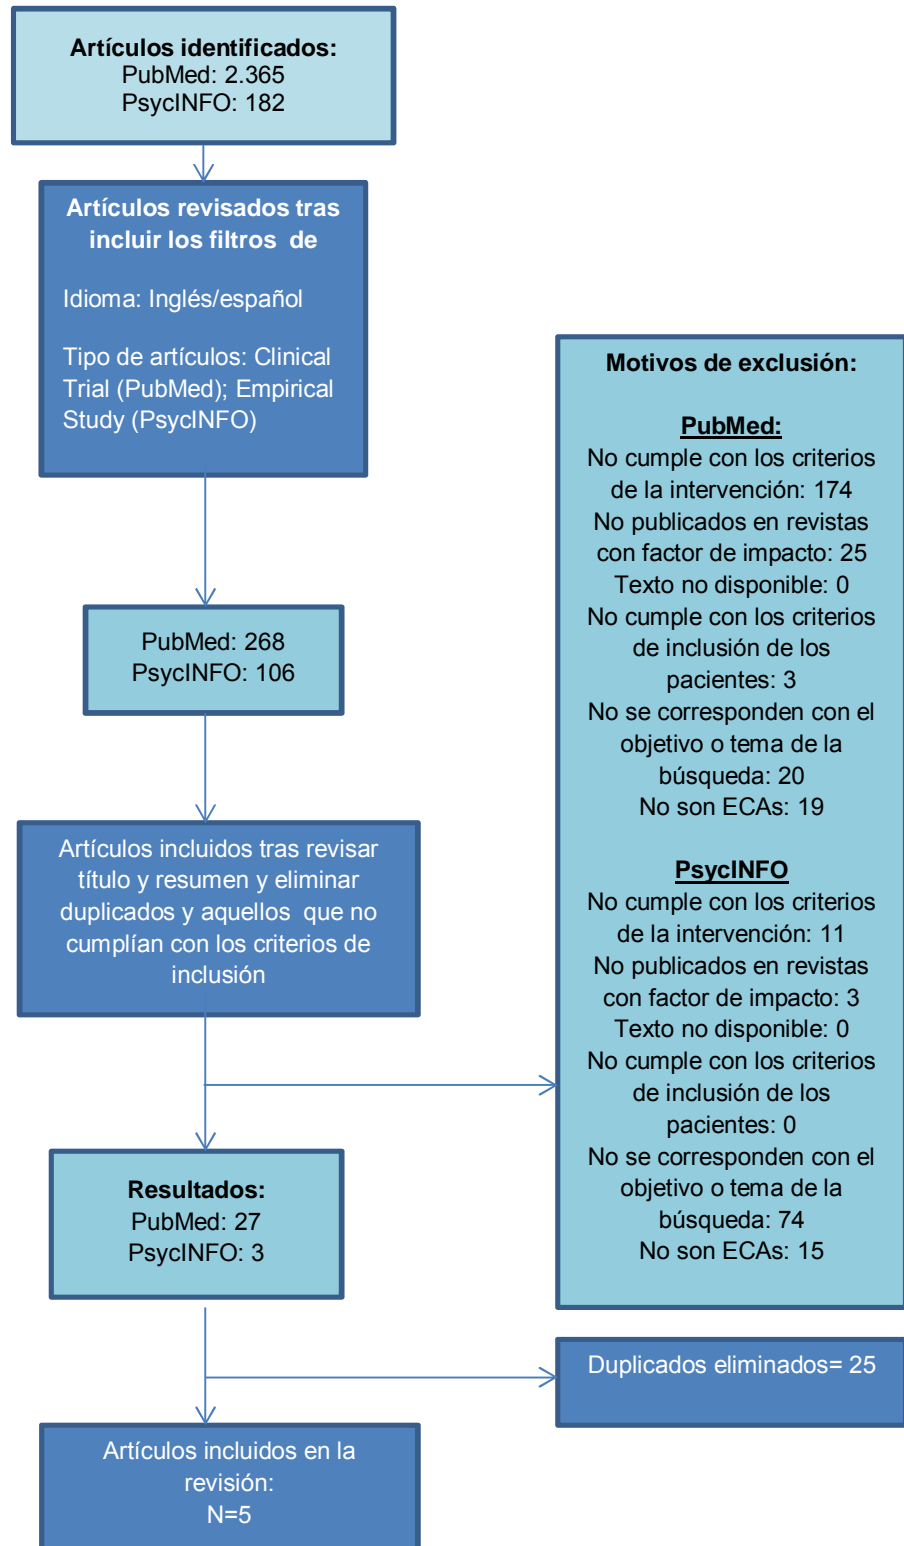 Artículos identificados:
PubMed: 2.365
PsycINFO: 182
Artículos revisados tras
incluir los filtros de
Idioma: Inglés/español
Tipo de artículos: Clinical
Trial (PubMed); Empirical
Study (PsycINFO)
PubMed: 268
PsycINFO: 106
Artículos incluidos tras revisar
título y resumen y eliminar
duplicados y aquellos que no
cumplían con los criterios de
inclusión
Motivos de exclusión:
PubMed:
No cumple con los criterios
de la intervención: 174
No publicados en revistas
con factor de impacto: 25
Texto no disponible: 0
No cumple con los criterios
de inclusión de los
pacientes: 3
No se corresponden con el
objetivo o tema de la
búsqueda: 20
No son ECAs: 19
PsycINFO
No cumple con los criterios
de la intervención: 11
No publicados en revistas
con factor de impacto: 3
Texto no disponible: 0
No cumple con los criterios
de inclusión de los
pacientes: 0
No se corresponden con el
objetivo o tema de la
búsqueda: 74
No son ECAs: 15
Resultados:
PubMed: 27
PsycINFO: 3
Duplicados eliminados= 25
Artículos incluidos en la
revisión:
N=5